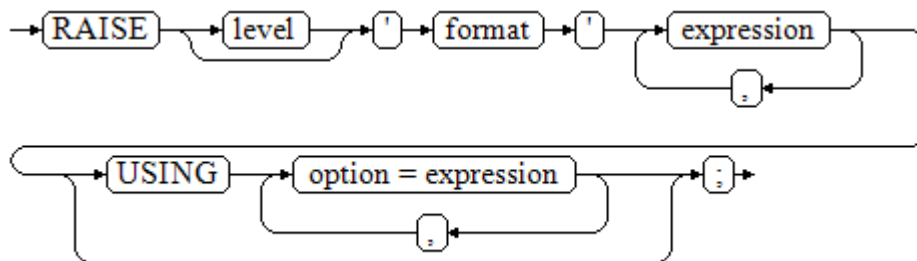 RAISE level ' format ' expression
,
USING option = expression ;
,